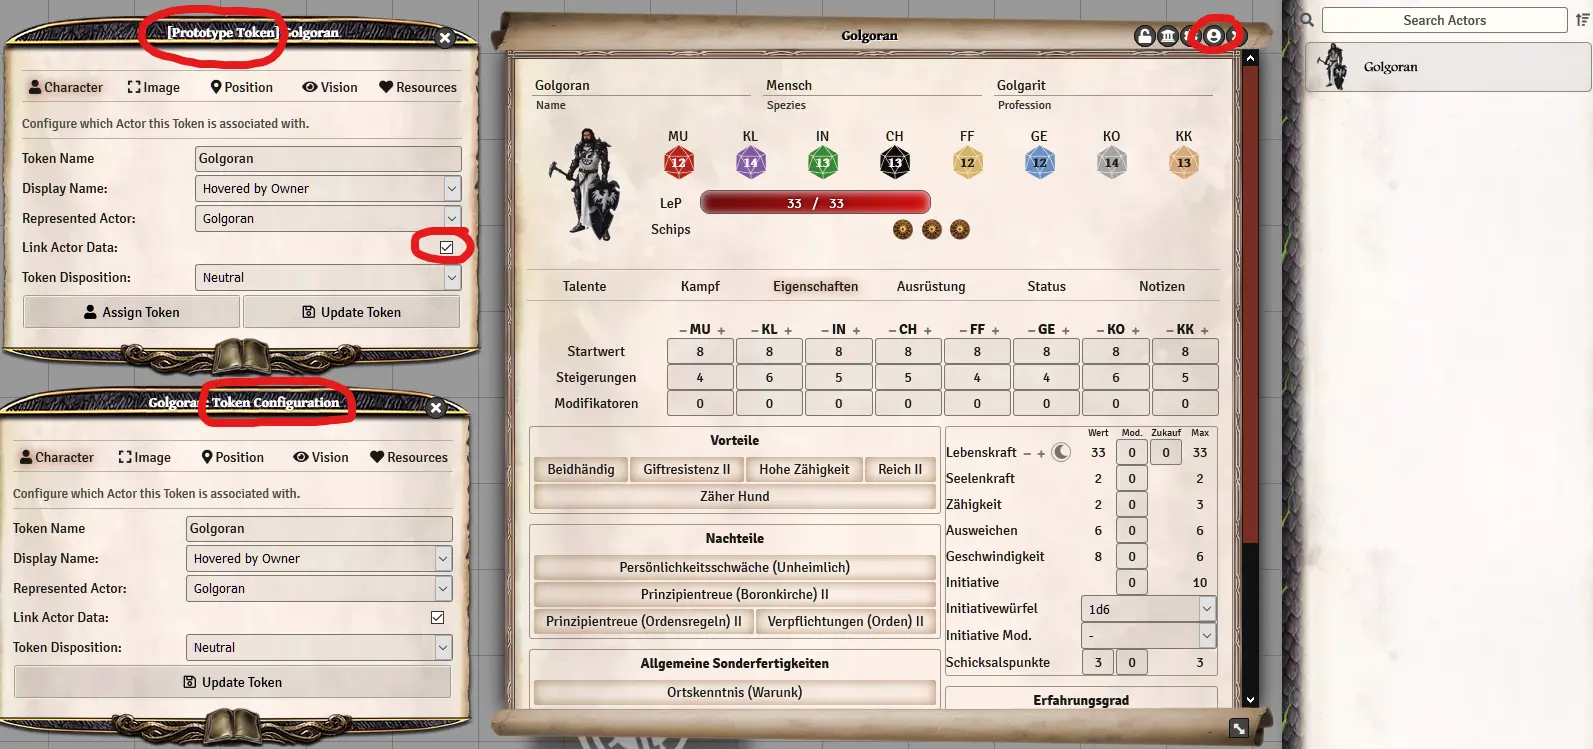 [Prototype Token] Golgoran
Character Image Position Vision Resources
Configure which Actor this Token is associated with.
Token Name Golgoran
Display Name: Hovered by Owner
Represented Actor: Golgoran
Link Actor Data:
Token Disposition: Neutral
Assign Token Update Token
Golgoran: Token Configuration
Character Image Position Vision Resources
Configure which Actor this Token is associated with.
Token Name Golgoran
Display Name: Hovered by Owner
Represented Actor: Golgoran
Link Actor Data:
Token Disposition: Neutral
Update Token
Golgoran
Golgoran Mensch Golgarit
Name Spezies Profession
MU KL IN CH FF GE KO KK
12 14 13 13 12 12 14 13
LeP 33 / 33
Schips
Talente Kampf Eigenschaften Ausrüstung Status Notizen
− MU + − KL + − IN + − CH + − FF + − GE + − KO + − KK +
Startwert 8 8 8 8 8 8 8 8
Steigerungen 4 6 5 5 4 4 6 5
Modifikatoren 0 0 0 0 0 0 0 0
Vorteile
Beidhändig Giftresistenz II Hohe Zähigkeit Reich II
Zäher Hund
Nachteile
Persönlichkeitsschwäche (Unheimlich)
Prinzipientreue (Boronkirche) II
Prinzipientreue (Ordensregeln) II Verpflichtungen (Orden) II
Allgemeine Sonderfertigkeiten
Ortskenntnis (Warunk)
Wert Mod. Zukauf Max
Lebenskraft − + 33 0 0 33
Seelenkraft 2 0 2
Zähigkeit 2 0 3
Ausweichen 6 0 6
Geschwindigkeit 8 0 6
Initiative 0 10
Initiativewürfel 1d6
Initiative Mod. -
Schicksalspunkte 3 0 3
Erfahrungsgrad
Search Actors
Golgoran